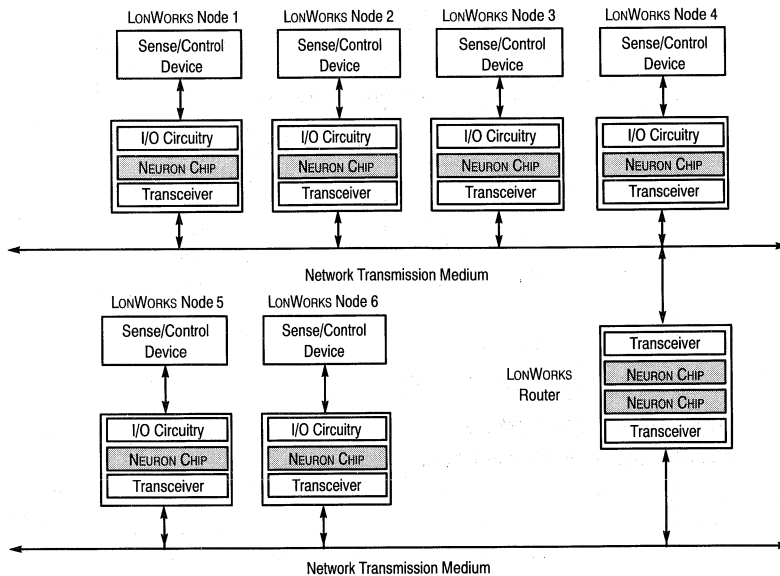 LONWORKS Node 1
LONWORKS Node 2
LONWORKS Node 3
LONWORKS Node 4
Sense/Control
Device
Sense/Control
Device
Sense/Control
Device
Sense/Control
Device
I/O Circuitry
NEURON CHIP
Transceiver
I/O Circuitry
NEURON CHIP
Transceiver
I/O Circuitry
NEURON CHIP
Transceiver
I/O Circuitry
NEURON CHIP
Transceiver
Network Transmission Medium
LONWORKS Node 5
LONWORKS Node 6
Sense/Control
Device
Sense/Control
Device
LONWORKS
Router
Transceiver
NEURON CHIP
NEURON CHIP
Transceiver
I/O Circuitry
NEURON CHIP
Transceiver
I/O Circuitry
NEURON CHIP
Transceiver
Network Transmission Medium